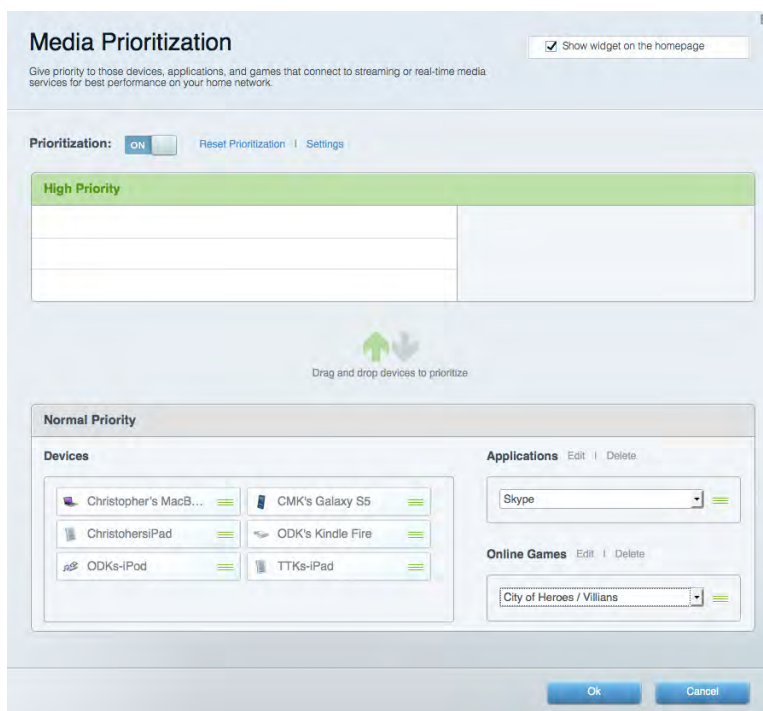 Media Prioritization
Show widget on the homepage
Give priority to those devices, applications, and games that connect to streaming or real-time media
services for best performance on your home network.
Prioritization: ON Reset Prioritization | Settings
High Priority
Drag and drop devices to prioritize
Normal Priority
Devices
Applications Edit | Delete
Christopher's MacB... CMK's Galaxy S5
Skype
ChristohersiPad ODK's Kindle Fire
ODKs-iPod TTKs-iPad
Online Games Edit | Delete
City of Heroes / Villians
Ok Cancel